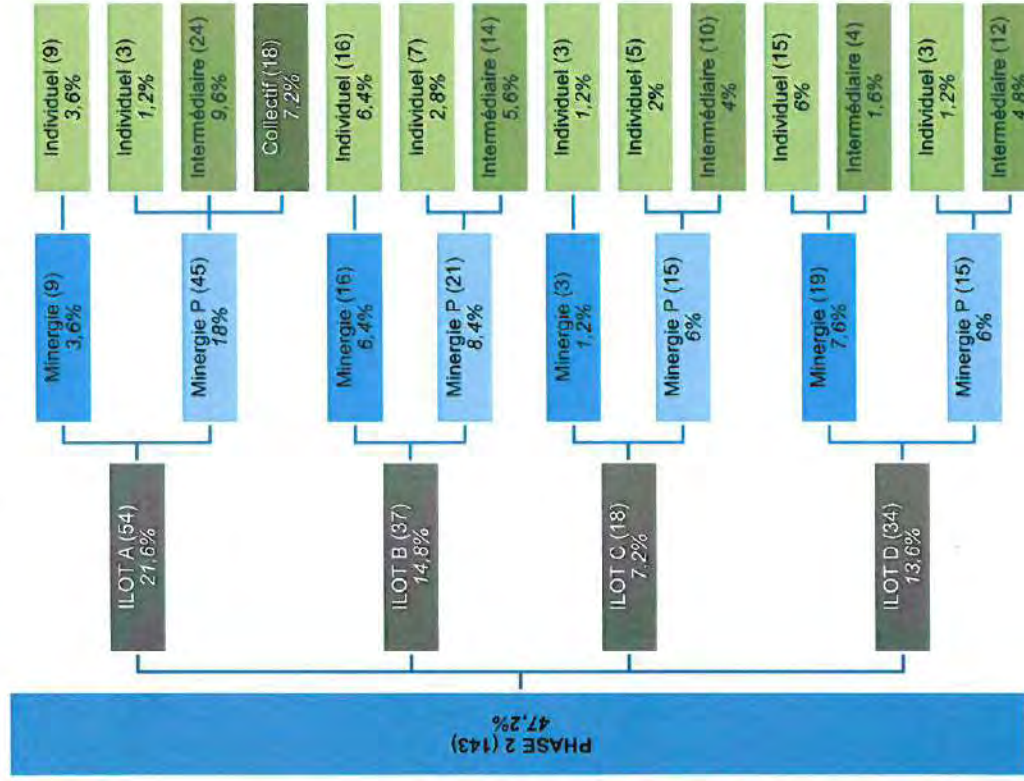 PHASE 2 (143)
47,2%
ILOT A (54)
21,6%
Minergie (9)
3,6%
Individuel (9)
3,6%
Minergie P (45)
18%
Individuel (3)
1,2%
Intermédiaire (24)
9,6%
Collectif (18)
7,2%
ILOT B (37)
14,8%
Minergie (16)
6,4%
Individuel (16)
6,4%
Minergie P (21)
8,4%
Individuel (7)
2,8%
Intermédiaire (14)
5,6%
ILOT C (18)
7,2%
Minergie (3)
1,2%
Individuel (3)
1,2%
Minergie P (15)
6%
Individuel (5)
2%
Intermédiaire (10)
4%
ILOT D (34)
13,6%
Minergie (19)
7,6%
Individuel (15)
6%
Intermédiaire (4)
1,6%
Minergie P (15)
6%
Individuel (3)
1,2%
Intermédiaire (12)
4,8%